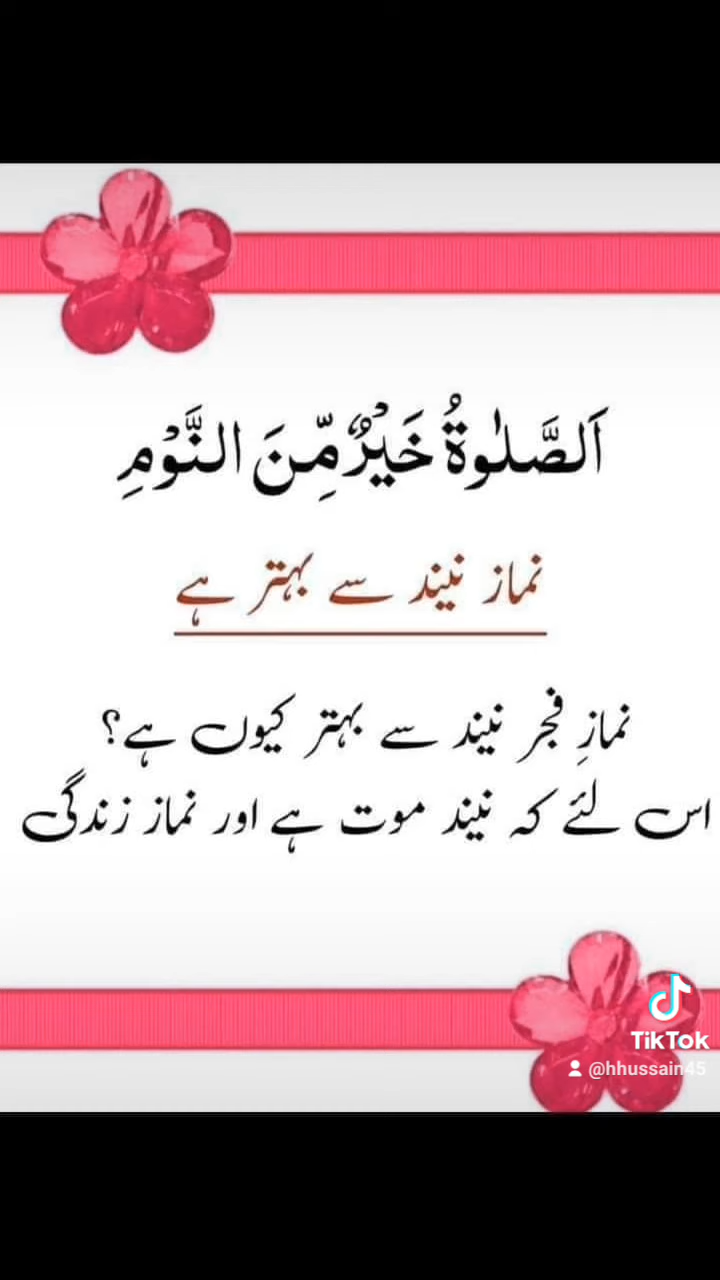 اَلصَّلٰوةُ خَيْرٌ مِّنَ النَّوْمِ
نماز نیند سے بہتر ہے
نمازِ فجر نیند سے بہتر کیوں ہے؟
اس لئے کہ نیند موت ہے اور نماز زندگی
TikTok
@hhussain45